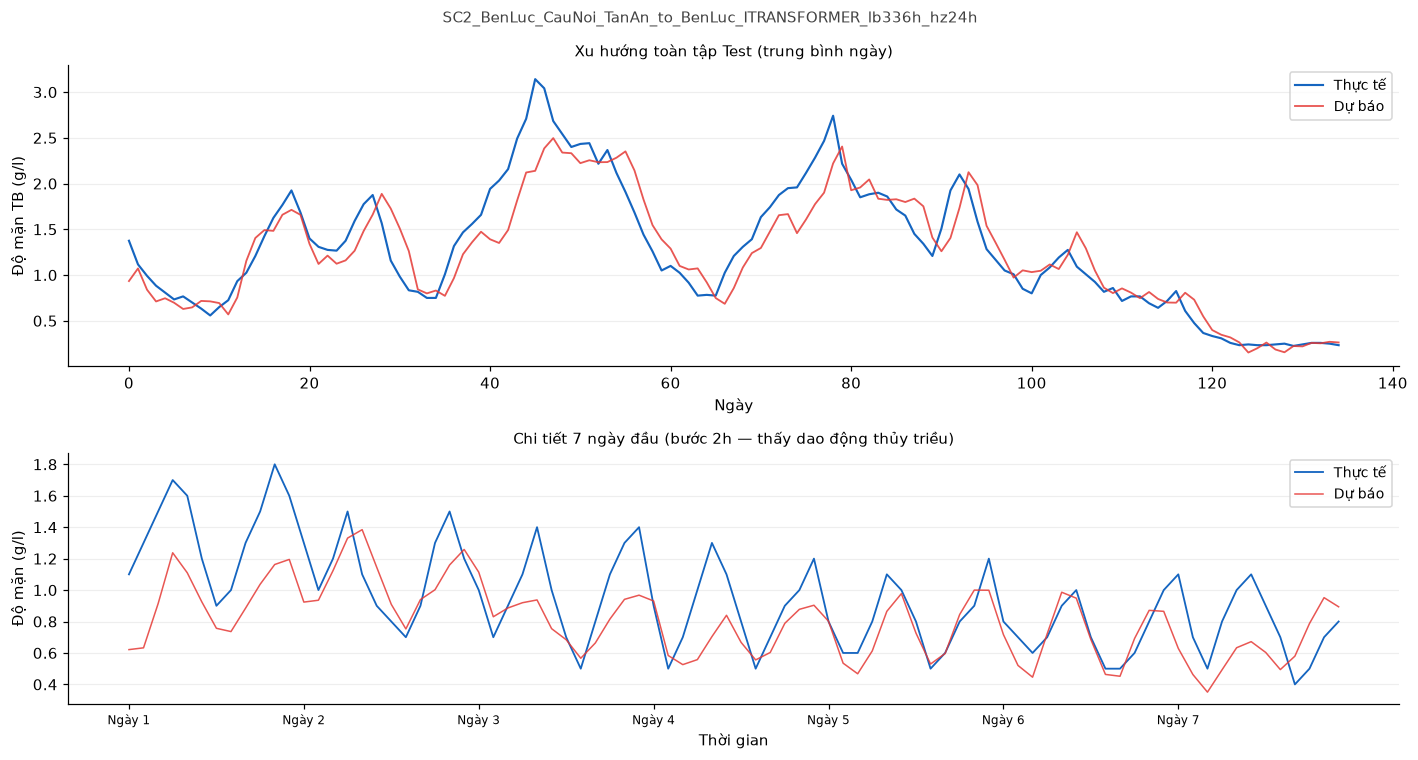 SC2_BenLuc_CauNoi_TanAn_to_BenLuc_ITRANSFORMER_lb336h_hz24h
Xu hướng toàn tập Test (trung bình ngày)
Độ mặn TB (g/l)
3.0
2.5
2.0
1.5
1.0
0.5
Thực tế
Dự báo
0 20 40 60 80 100 120 140
Ngày
Chi tiết 7 ngày đầu (bước 2h — thấy dao động thủy triều)
Độ mặn (g/l)
1.8
1.6
1.4
1.2
1.0
0.8
0.6
0.4
Thực tế
Dự báo
Ngày 1 Ngày 2 Ngày 3 Ngày 4 Ngày 5 Ngày 6 Ngày 7
Thời gian